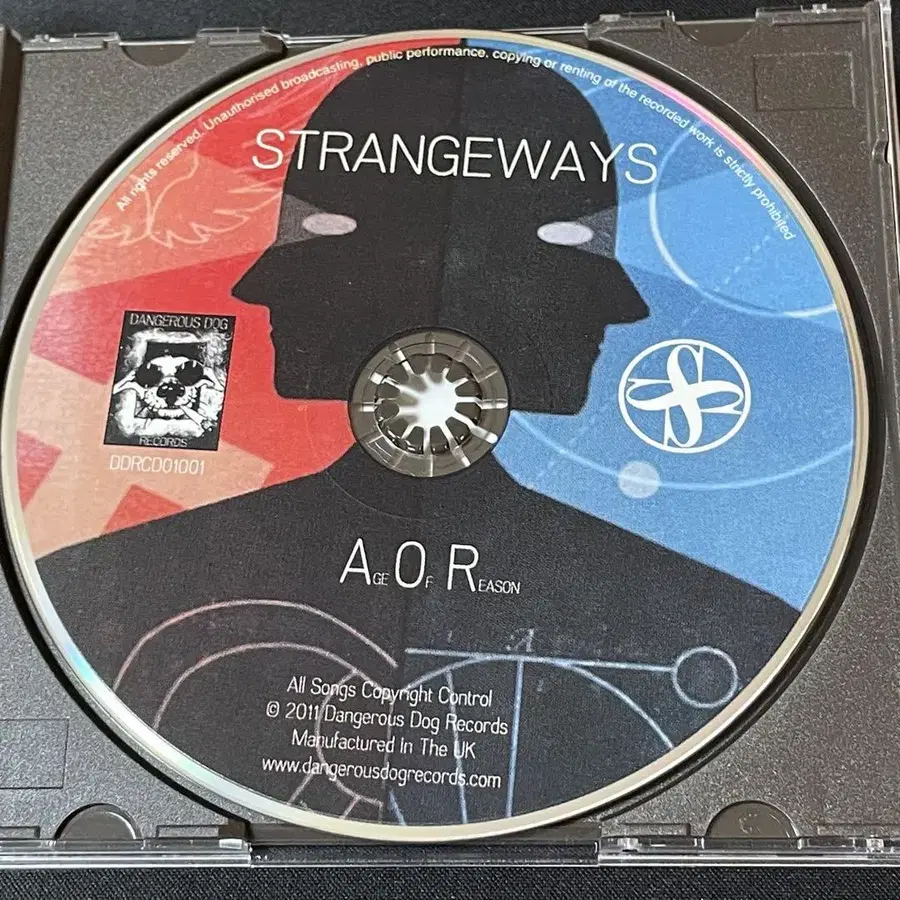 All rights reserved. Unauthorised broadcasting, public performance, copying or renting of the recorded work is strictly prohibited
STRANGEWAYS
DANGEROUS DOG
RECORDS
DDRCD01001
AGE OF REASON
All Songs Copyright Control
© 2011 Dangerous Dog Records
Manufactured In The UK
www.dangerousdogrecords.com